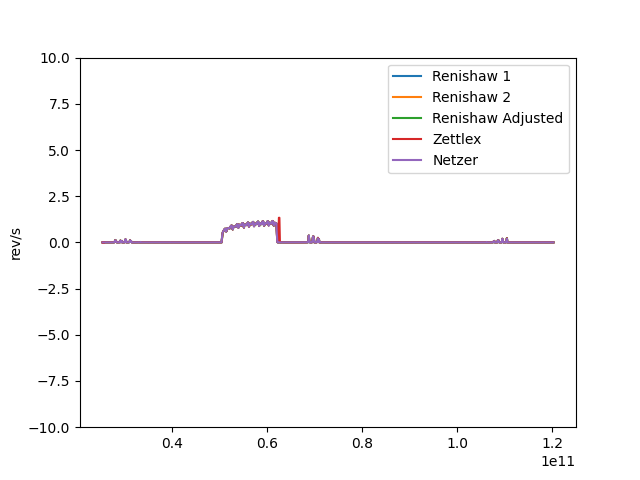 10.0
7.5
5.0
2.5
0.0
−2.5
−5.0
−7.5
−10.0
rev/s
Renishaw 1
Renishaw 2
Renishaw Adjusted
Zettlex
Netzer
0.4 0.6 0.8 1.0 1.2
1e11